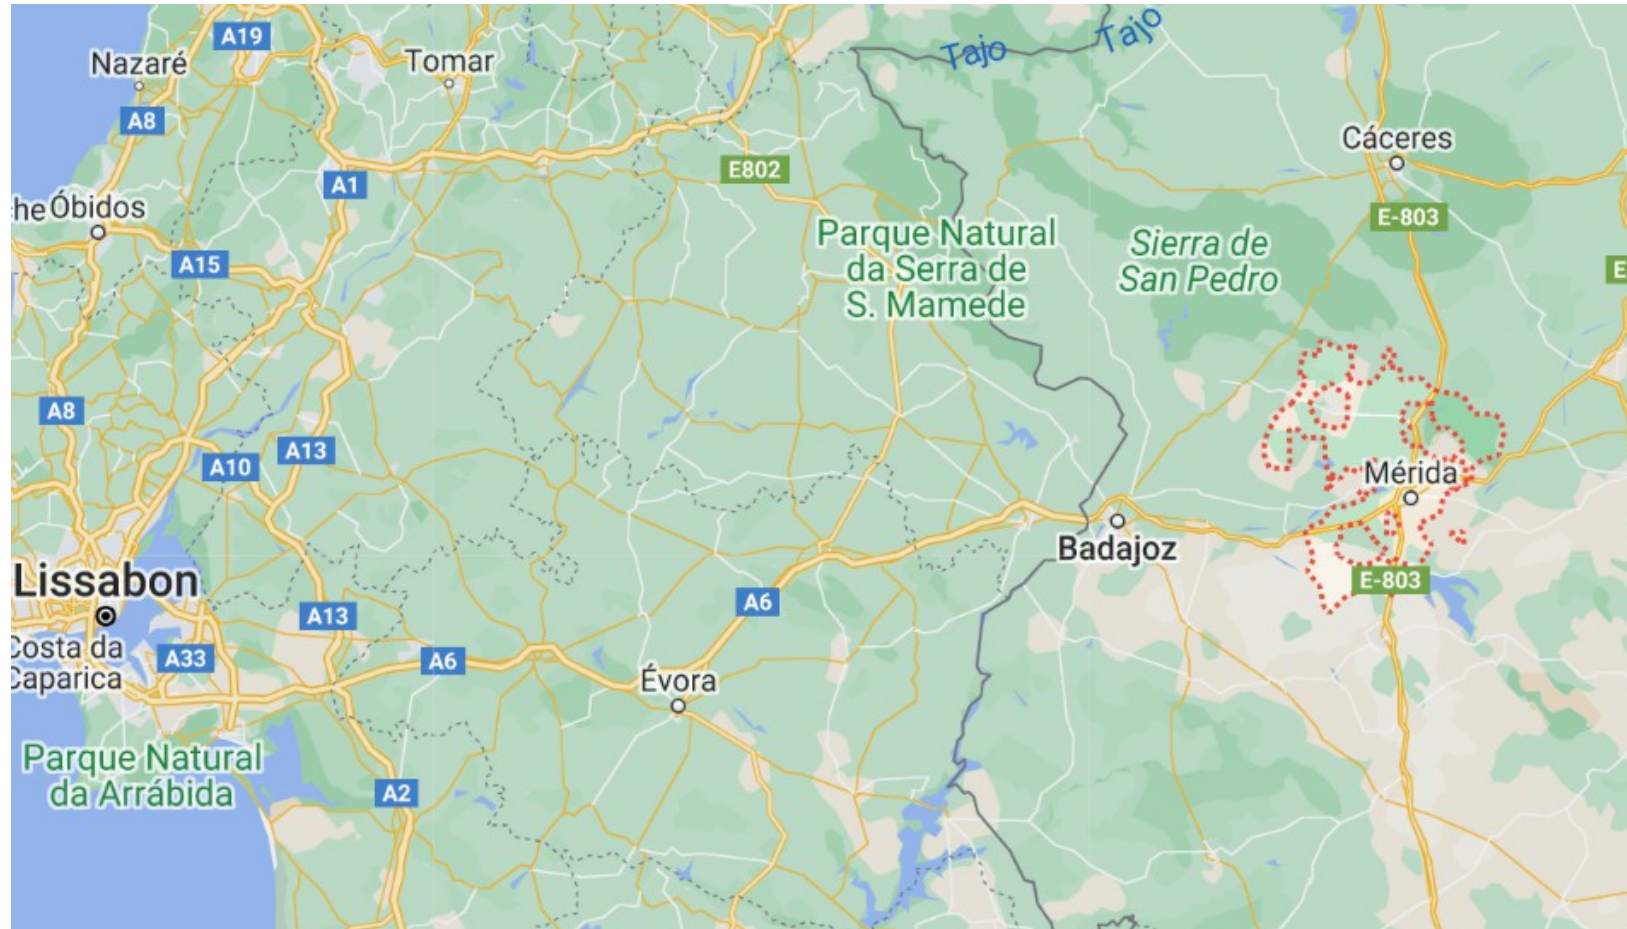 A19
Nazaré
Tomar
Tajo
Tajo
A8
Cáceres
E802
A1
he Óbidos
E-803
Parque Natural
da Serra de
S. Mamede
Sierra de
San Pedro
A15
E
A8
A10
A13
Mérida
Badajoz
Lissabon
E-803
A6
A13
Costa da
Caparica
A33
A6
Évora
Parque Natural
da Arrábida
A2